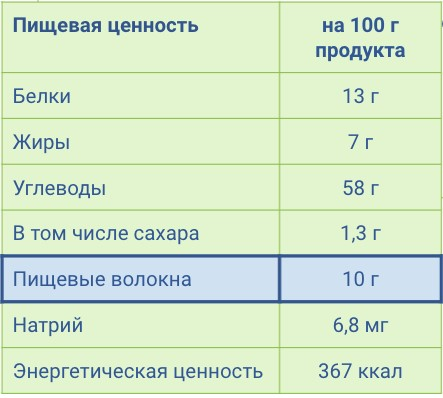 Пищевая ценность на 100 г
продукта
Белки 13 г
Жиры 7 г
Углеводы 58 г
В том числе сахара 1,3 г
Пищевые волокна 10 г
Натрий 6,8 мг
Энергетическая ценность 367 ккал